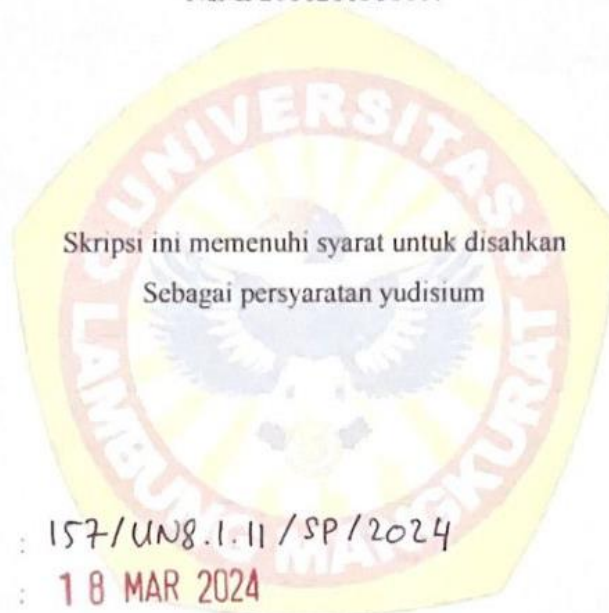 UNIVERSITAS
LAMBUNG MANGKURAT
Skripsi ini memenuhi syarat untuk disahkan
Sebagai persyaratan yudisium
: 157/UN8.1.11/SP/2024
: 18 MAR 2024